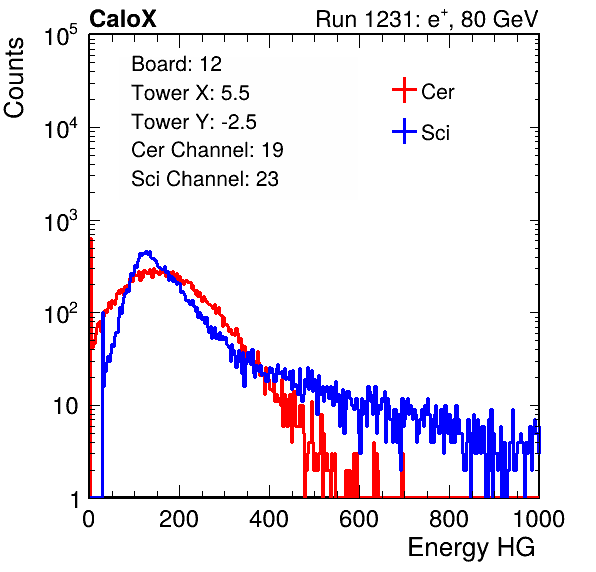 CaloX Run 1231: e⁺, 80 GeV
Counts
10⁵
10⁴
10³
10²
10
1
Board: 12
Tower X: 5.5
Tower Y: -2.5
Cer Channel: 19
Sci Channel: 23
Cer
Sci
0 200 400 600 800 1000
Energy HG